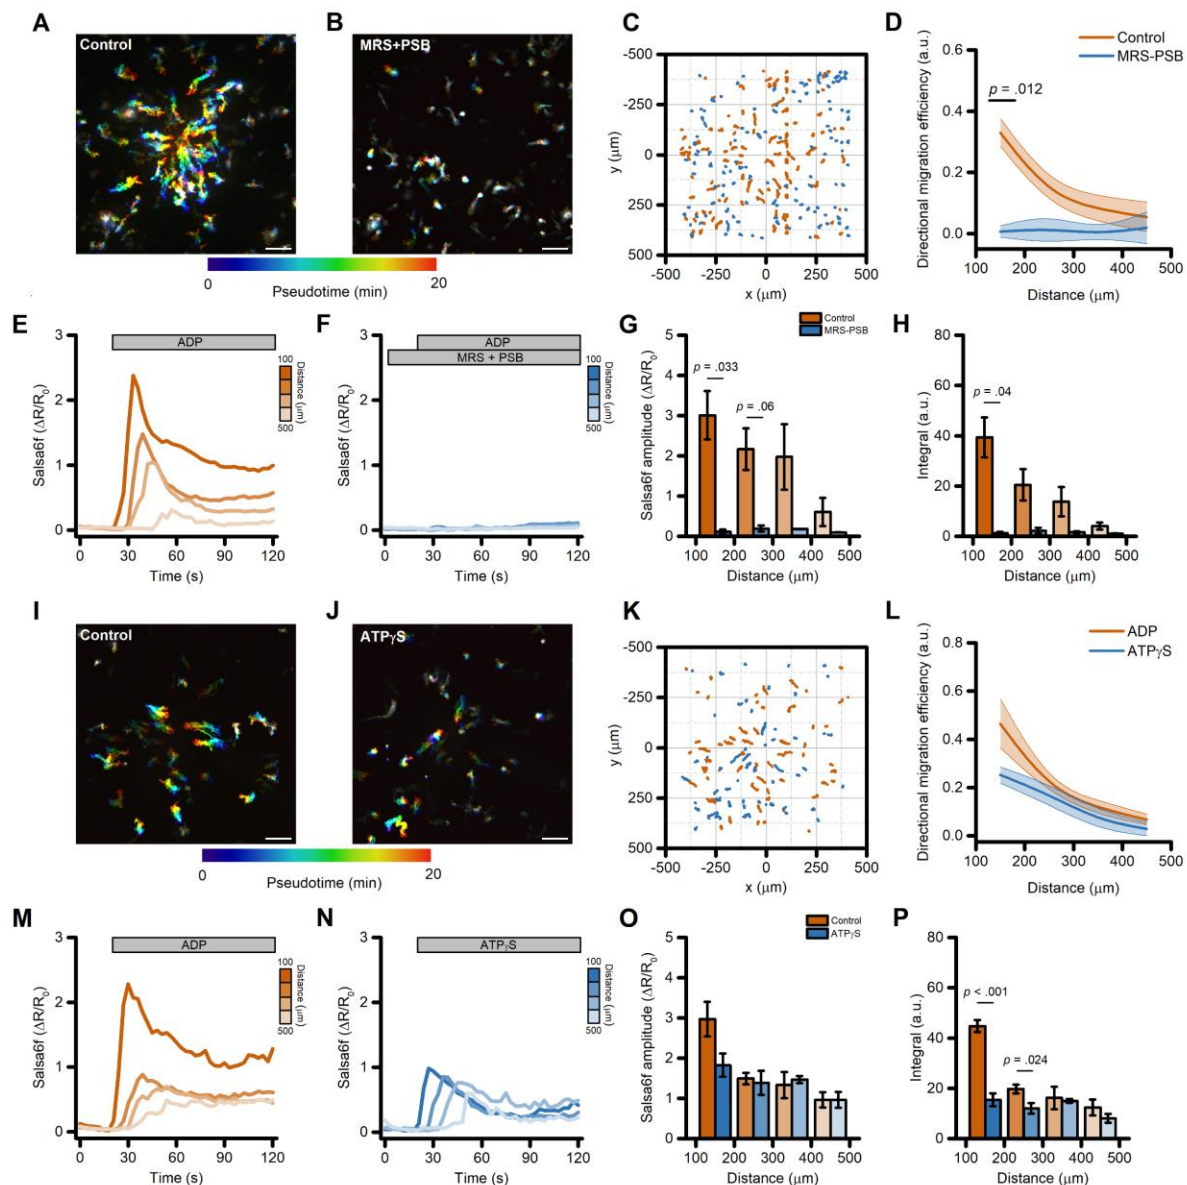 A
Control
B
MRS+PSB
0
20
Pseudotime (min)
C
-500
-250
0
250
500
y (μm)
-500 -250 0 250 500
x (μm)
D
Control
MRS-PSB
p = .012
0.6
0.4
0.2
0.0
Directional migration efficiency (a.u.)
100 200 300 400 500
Distance (μm)
E
ADP
3
2
1
0
Salsa6f (ΔR/R0)
0 30 60 90 120
Time (s)
100
500
Distance (μm)
F
ADP
MRS + PSB
3
2
1
0
Salsa6f (ΔR/R0)
0 30 60 90 120
Time (s)
100
500
Distance (μm)
G
Control
MRS-PSB
p = .033
p = .06
5
4
3
2
1
0
Salsa6f amplitude (ΔR/R0)
100 200 300 400 500
Distance (μm)
H
p = .04
80
60
40
20
0
Integral (a.u.)
100 200 300 400 500
Distance (μm)
I
Control
J
ATPγS
0
20
Pseudotime (min)
K
-500
-250
0
250
500
y (μm)
-500 -250 0 250 500
x (μm)
L
ADP
ATPγS
0.8
0.6
0.4
0.2
0.0
Directional migration efficiency (a.u.)
100 200 300 400 500
Distance (μm)
M
ADP
3
2
1
0
Salsa6f (ΔR/R0)
0 30 60 90 120
Time (s)
100
500
Distance (μm)
N
ATPγS
3
2
1
0
Salsa6f (ΔR/R0)
0 30 60 90 120
Time (s)
100
500
Distance (μm)
O
Control
ATPγS
5
4
3
2
1
0
Salsa6f amplitude (ΔR/R0)
100 200 300 400 500
Distance (μm)
P
p < .001
p = .024
80
60
40
20
0
Integral (a.u.)
100 200 300 400 500
Distance (μm)